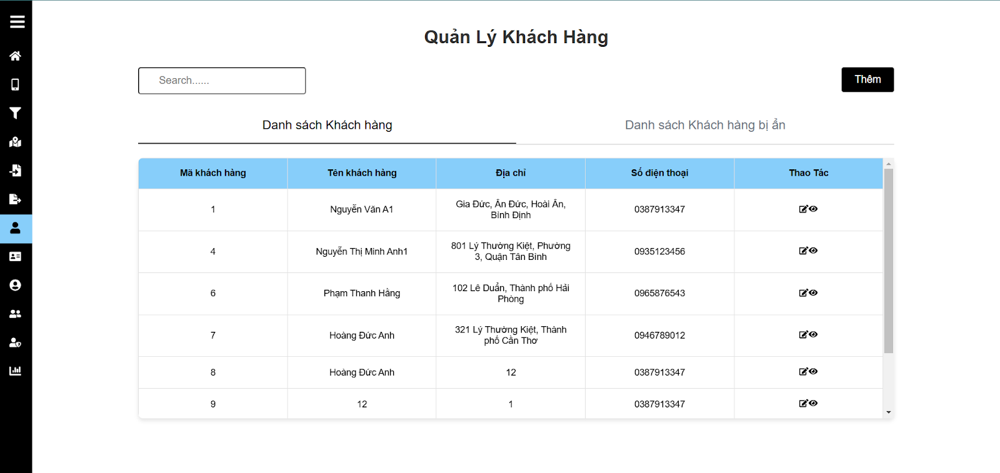 Quản Lý Khách Hàng
Search......
Thêm
Danh sách Khách hàng
Danh sách Khách hàng bị ẩn
Mã khách hàng
Tên khách hàng
Địa chỉ
Số điện thoại
Thao Tác
1
Nguyễn Văn A1
Gia Đức, Ân Đức, Hoài Ân,
Bình Định
0387913347
4
Nguyễn Thị Minh Anh1
801 Lý Thường Kiệt, Phường
3, Quận Tân Bình
0935123456
6
Phạm Thanh Hằng
102 Lê Duẩn, Thành phố Hải
Phòng
0965876543
7
Hoàng Đức Anh
321 Lý Thường Kiệt, Thành
phố Cần Thơ
0946789012
8
Hoàng Đức Anh
12
0387913347
9
12
1
0387913347